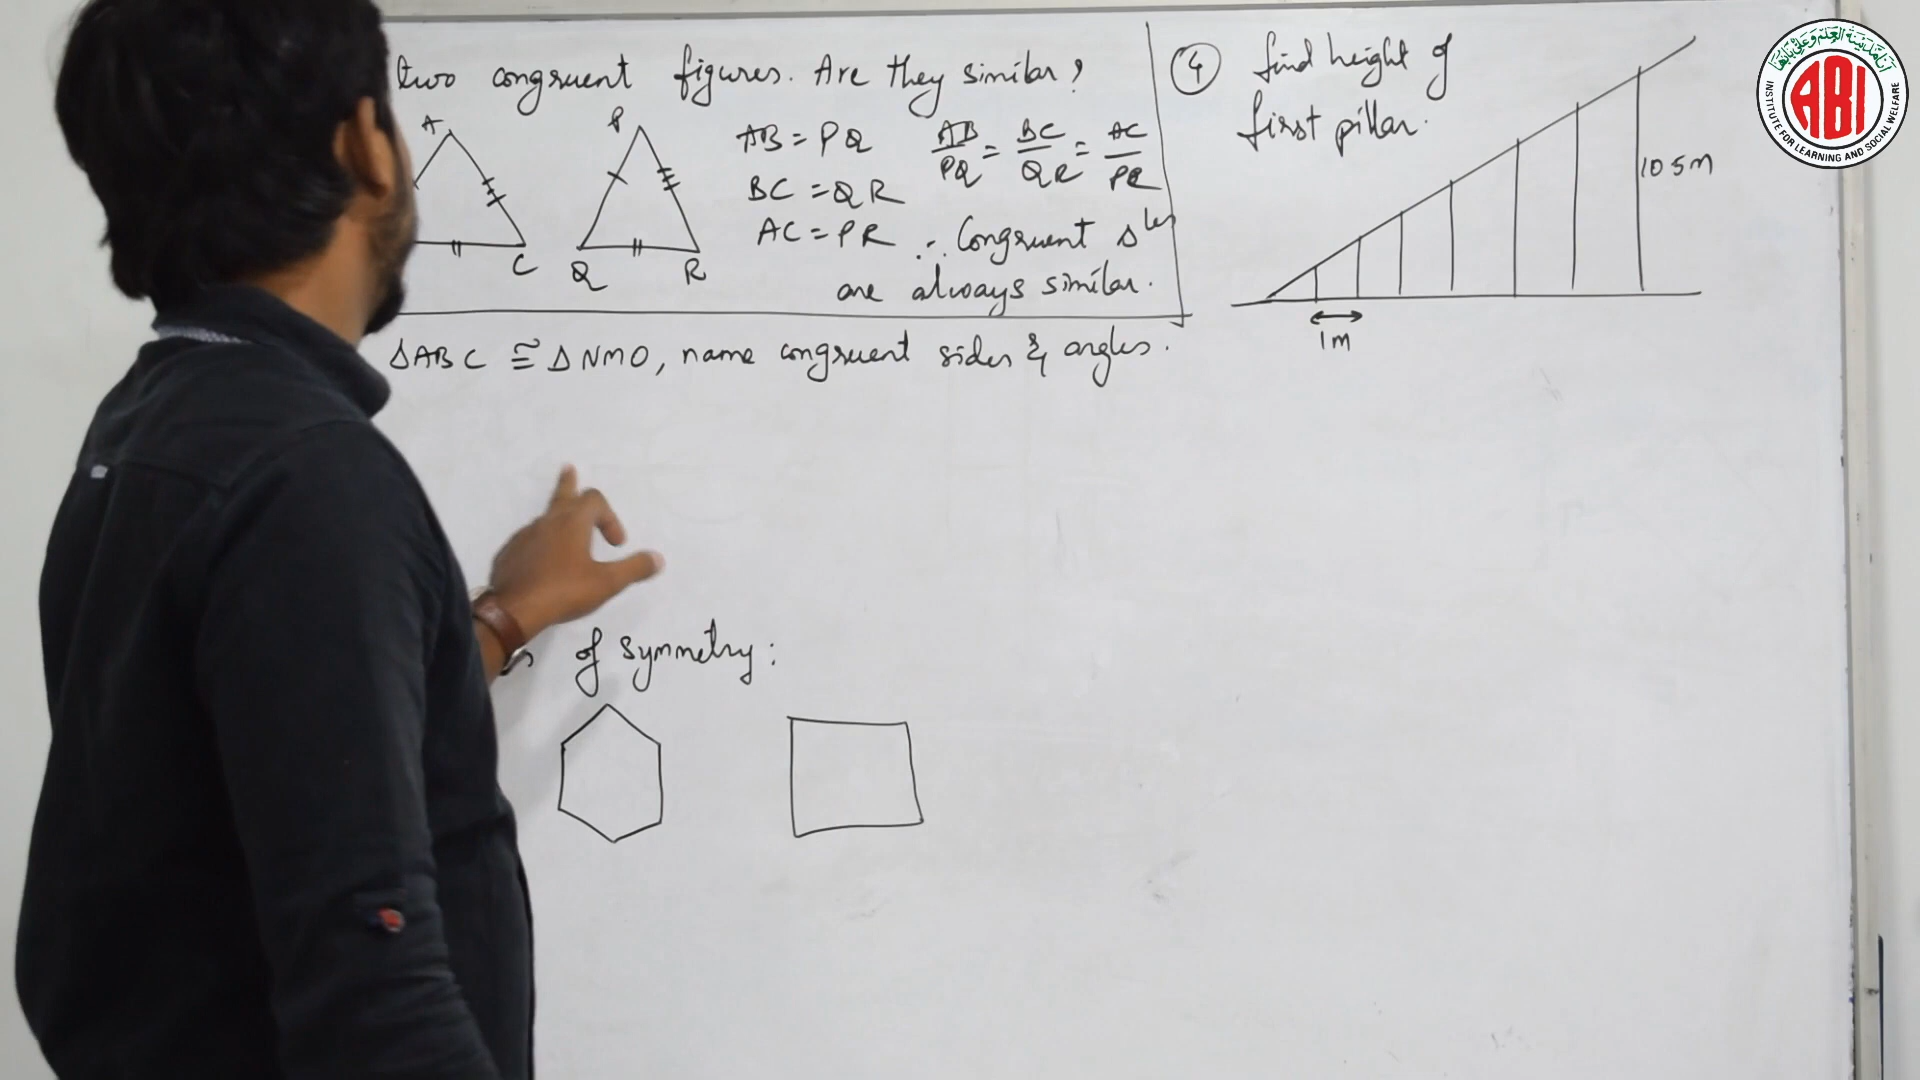 two congruent figures. Are they similar?
A
C
P
Q
R
AB = PQ
BC = QR
AC = PR
AB/PQ = BC/QR = AC/PR
∴ Congruent Δles
are always similar.
④ find height of
first pillar.
10.5m
1m
ΔABC ≅ ΔNMO, name congruent sides & angles.
of symmetry:
ABI
INSTITUTE FOR LEARNING AND SOCIAL WELFARE